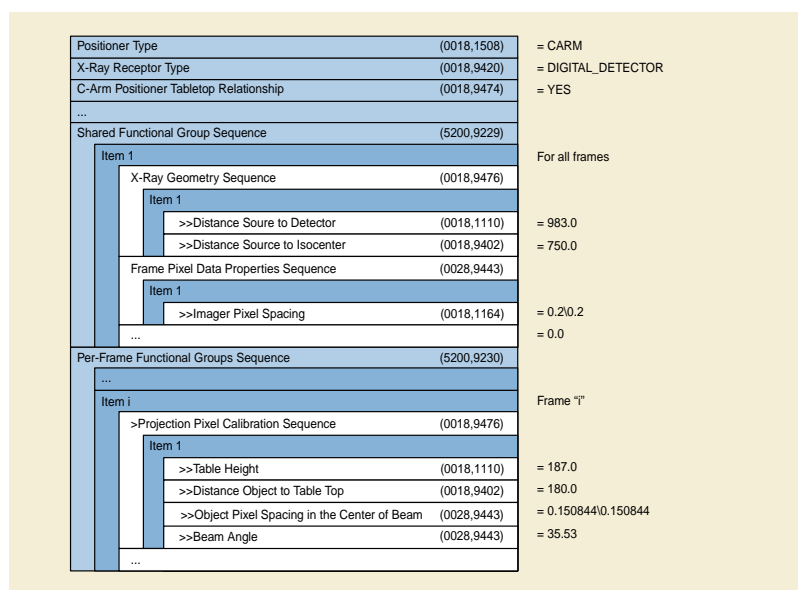 Positioner Type (0018,1508) = CARM
X-Ray Receptor Type (0018,9420) = DIGITAL_DETECTOR
C-Arm Positioner Tabletop Relationship (0018,9474) = YES
...
Shared Functional Group Sequence (5200,9229)
Item 1 For all frames
X-Ray Geometry Sequence (0018,9476)
Item 1
>>Distance Soure to Detector (0018,1110) = 983.0
>>Distance Source to Isocenter (0018,9402) = 750.0
Frame Pixel Data Properties Sequence (0028,9443)
Item 1
>>Imager Pixel Spacing (0018,1164) = 0.2\0.2
... = 0.0
Per-Frame Functional Groups Sequence (5200,9230)
...
Item i Frame “i”
>Projection Pixel Calibration Sequence (0018,9476)
Item 1
>>Table Height (0018,1110) = 187.0
>>Distance Object to Table Top (0018,9402) = 180.0
>>Object Pixel Spacing in the Center of Beam (0028,9443) = 0.150844\0.150844
>>Beam Angle (0028,9443) = 35.53
...